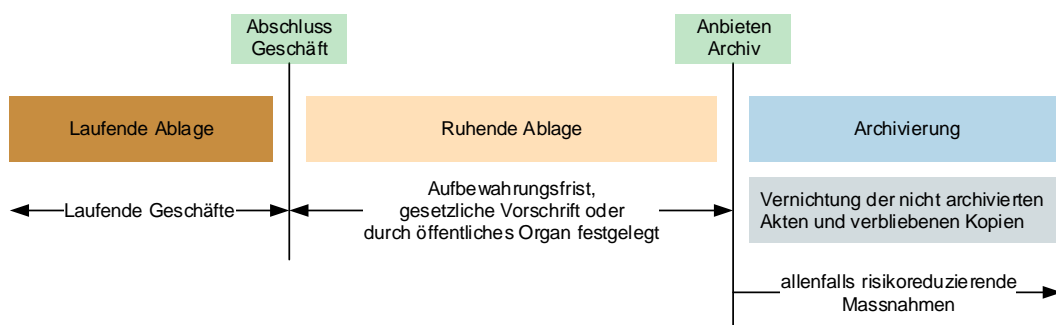 Abschluss
Geschäft
Anbieten
Archiv
Laufende Ablage
Ruhende Ablage
Archivierung
Laufende Geschäfte
Aufbewahrungsfrist,
gesetzliche Vorschrift oder
durch öffentliches Organ festgelegt
Vernichtung der nicht archivierten
Akten und verbliebenen Kopien
allenfalls risikoreduzierende
Massnahmen